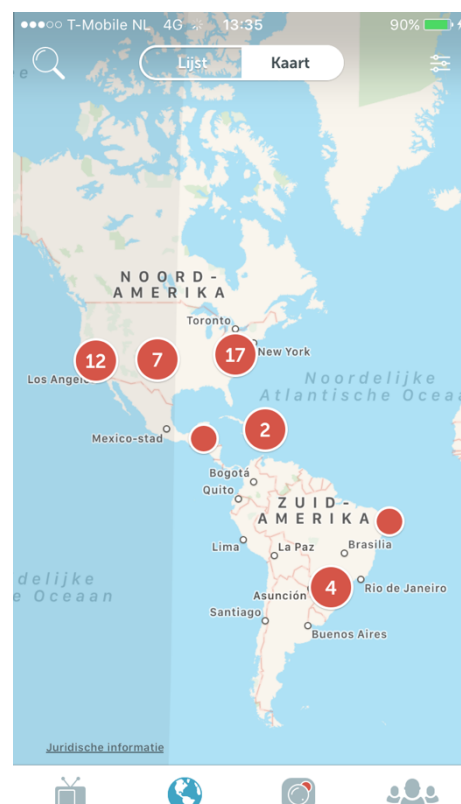 T-Mobile NL 4G 13:35 90%
Lijst Kaart
e
NOORD-
AMERIKA
Toronto
12 7 17 New York
Los Angel
Noordelijke
Atlantische Ocea
2
Mexico-stad
Bogotá
Quito
ZUID-
AMERIKA
Lima La Paz Brasilia
delijke
e Oceaan
4
Asunción Rio de Janeiro
Santiago
Buenos Aires
Juridische informatie